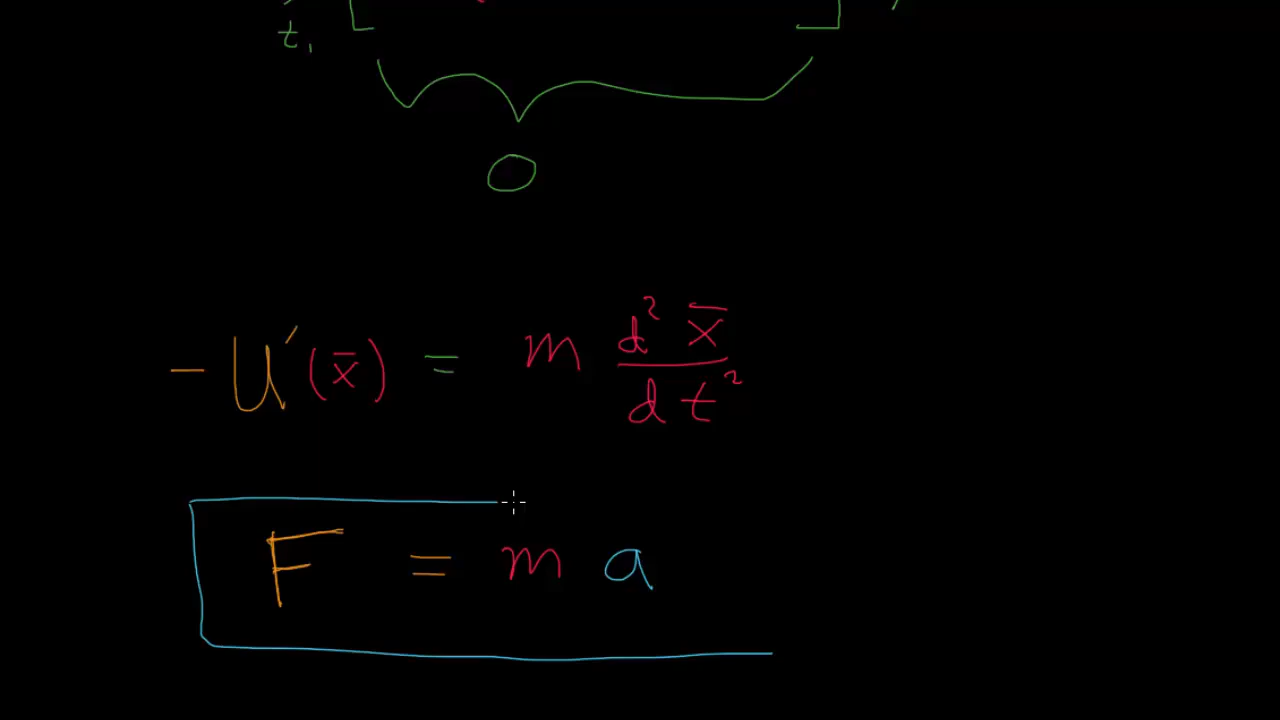 t₁
0
-U'(x̄) = m d²x̄/dt²
F = m a